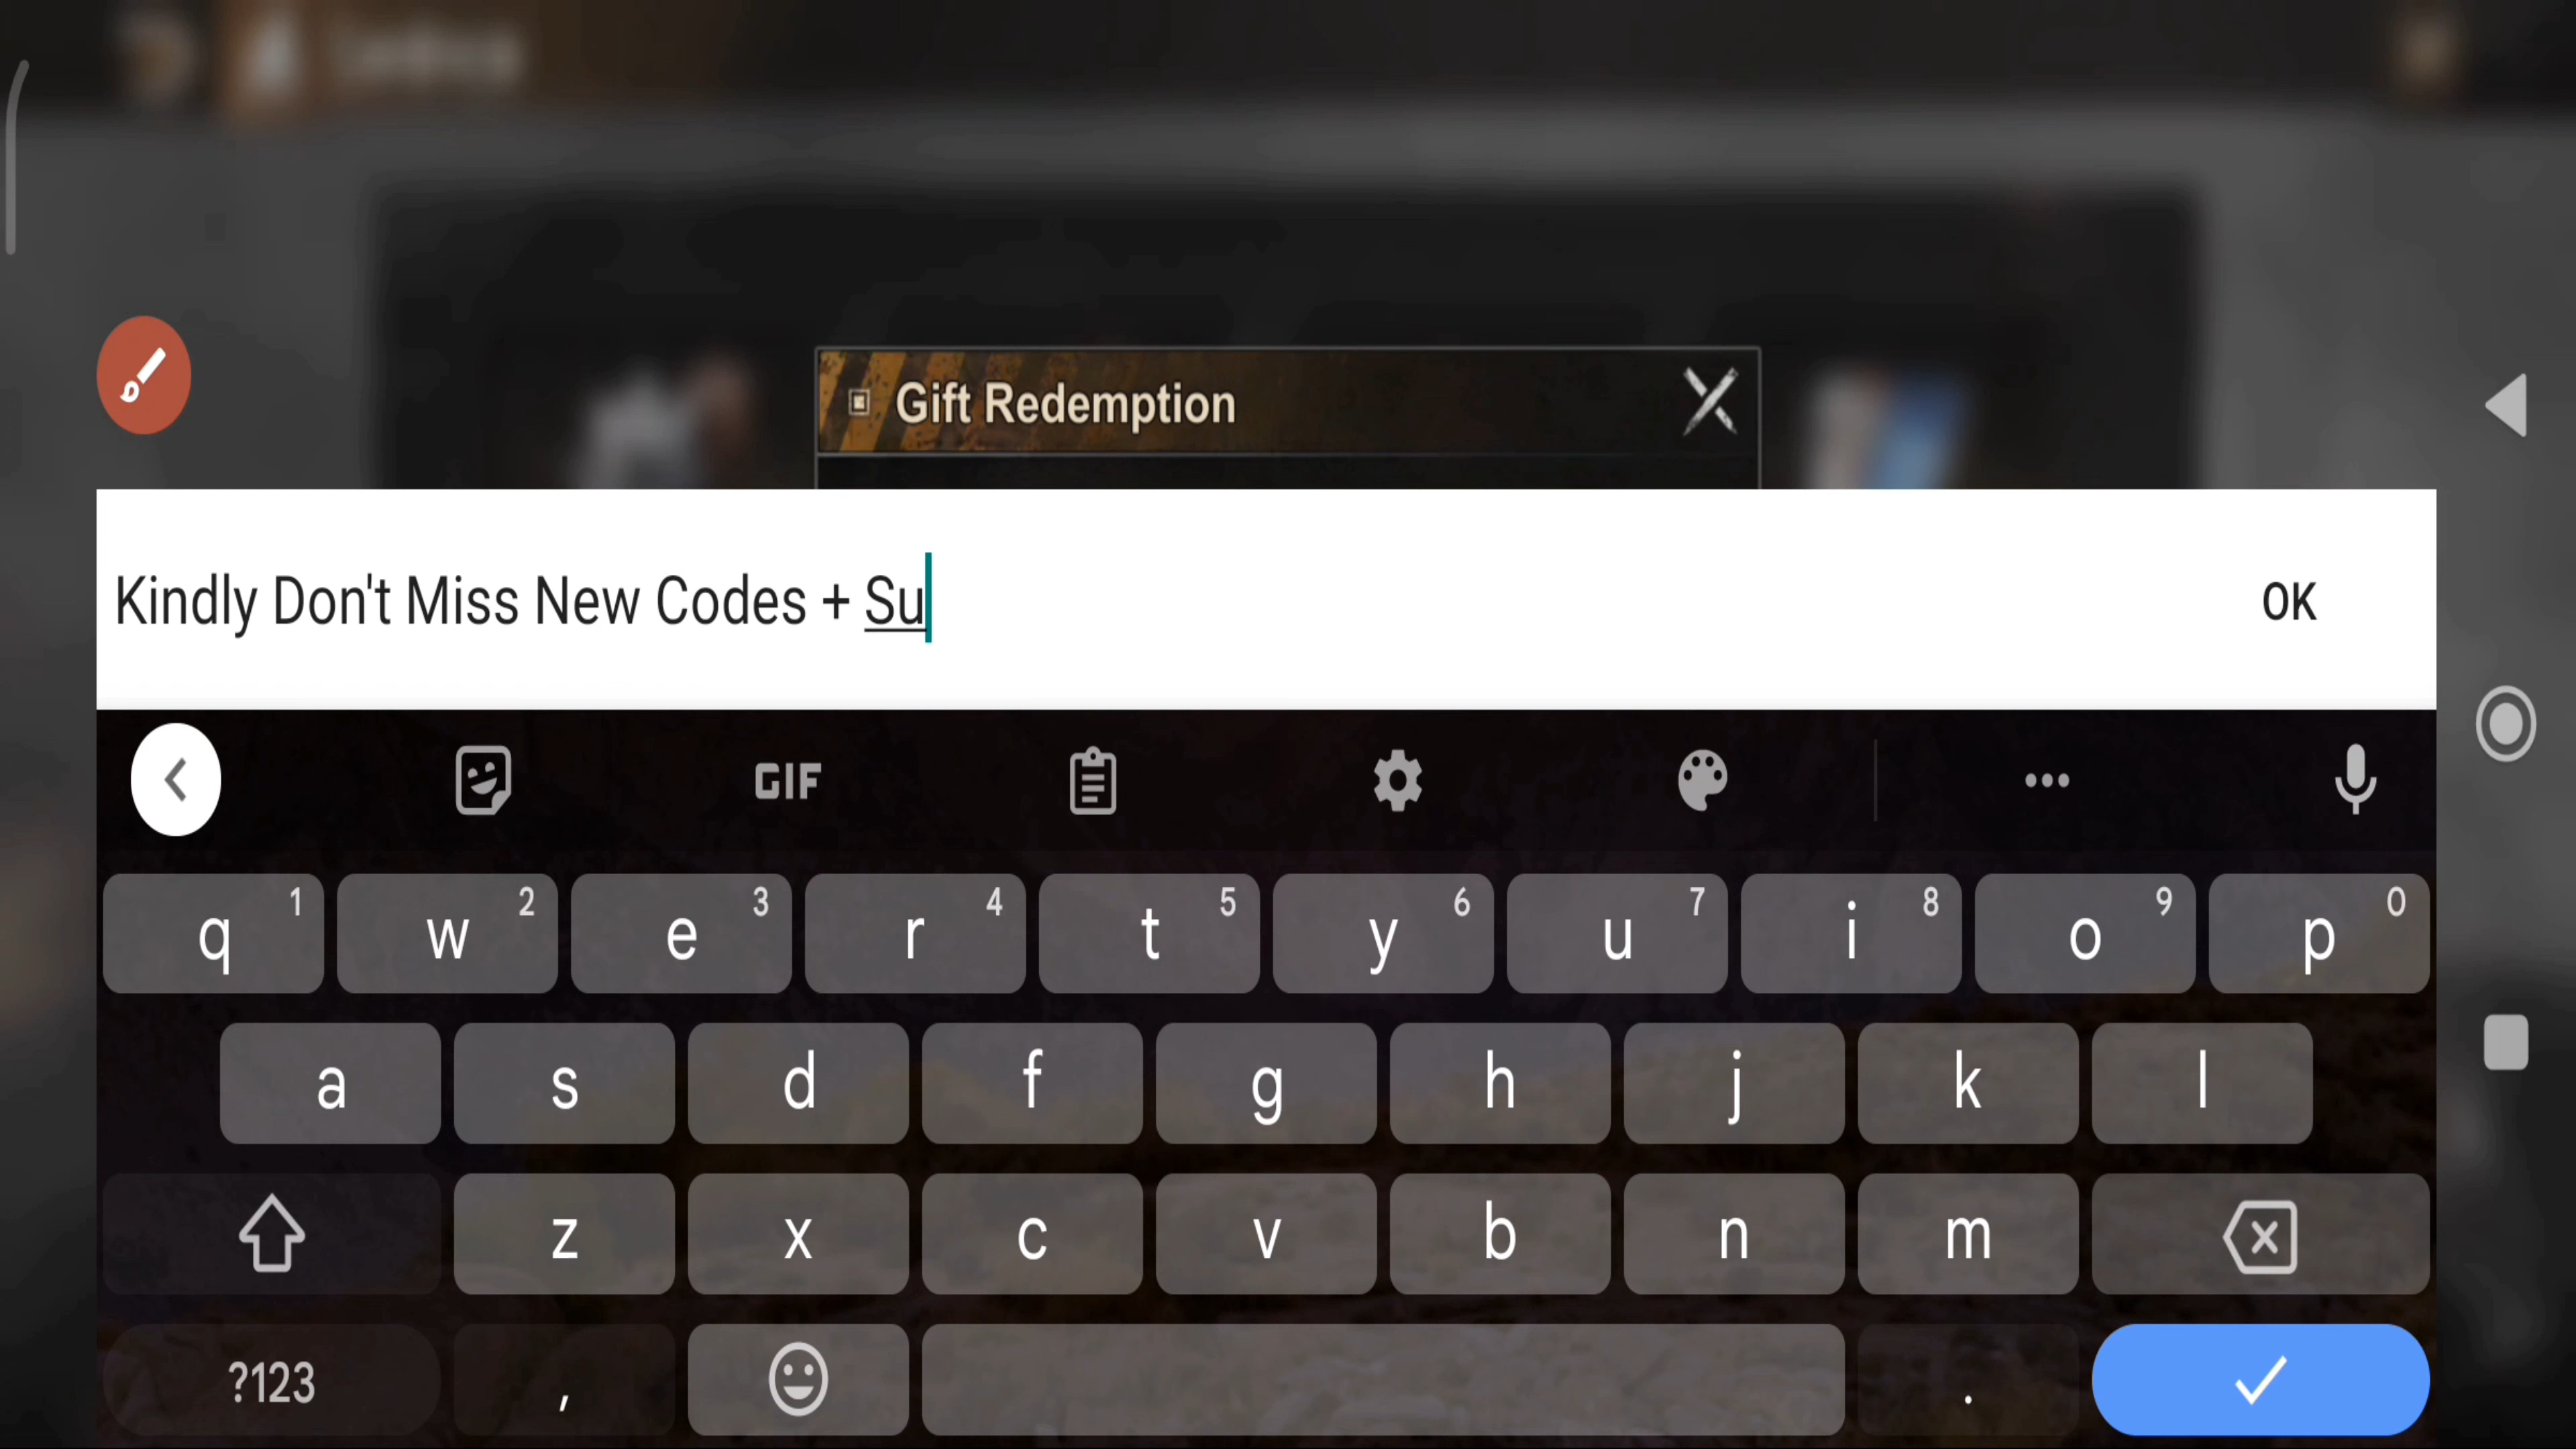 Gift Redemption
Kindly Don't Miss New Codes + Su
OK
GIF
q 1 w 2 e 3 r 4 t 5 y 6 u 7 i 8 o 9 p 0
a s d f g h j k l
z x c v b n m
?123 , .